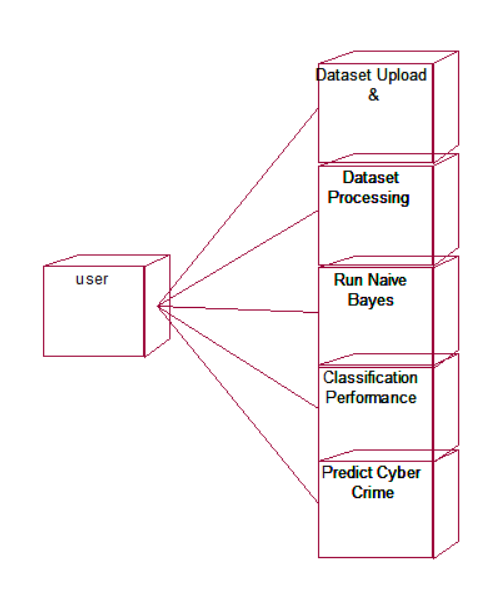 Dataset Upload
&
Dataset
Processing
user
Run Naive
Bayes
Classification
Performance
Predict Cyber
Crime